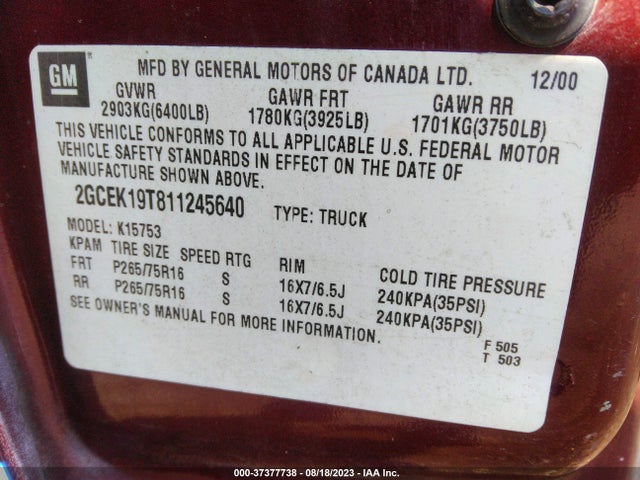 GM
MFD BY GENERAL MOTORS OF CANADA LTD. 12/00
GVWR GAWR FRT GAWR RR
2903KG(6400LB) 1780KG(3925LB) 1701KG(3750LB)
THIS VEHICLE CONFORMS TO ALL APPLICABLE U.S. FEDERAL MOTOR
VEHICLE SAFETY STANDARDS IN EFFECT ON THE DATE OF
MANUFACTURE SHOWN ABOVE.
2GCEK19T811245640 TYPE: TRUCK
MODEL: K15753
KPAM TIRE SIZE SPEED RTG RIM COLD TIRE PRESSURE
FRT P265/75R16 S 16X7/6.5J 240KPA(35PSI)
RR P265/75R16 S 16X7/6.5J 240KPA(35PSI)
SEE OWNER'S MANUAL FOR MORE INFORMATION.
F 505
T 503
000-37377738 - 08/18/2023 - IAA Inc.